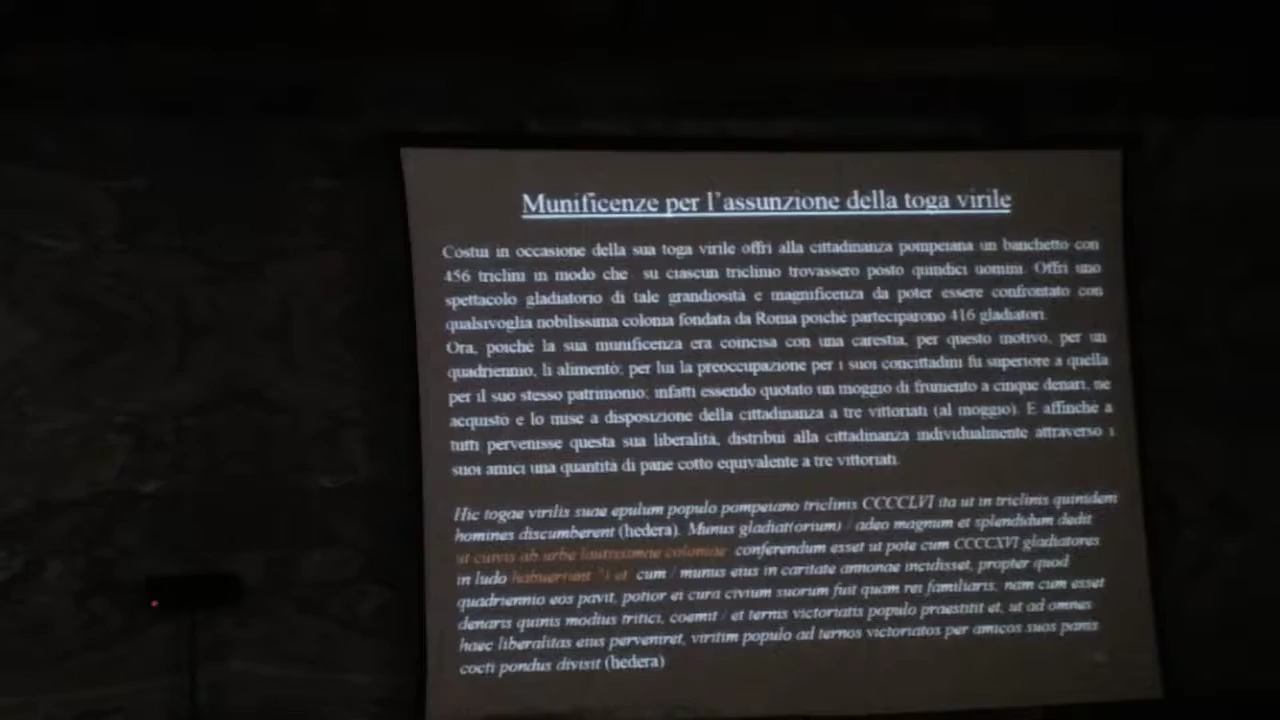 Munificenze per l'assunzione della toga virile
Costui in occasione della sua toga virile offrì alla cittadinanza pompeiana un banchetto con
456 triclini in modo che su ciascun triclinio trovassero posto quindici uomini. Offrì uno
spettacolo gladiatorio di tale grandiosità e magnificenza da poter essere confrontato con
qualsivoglia nobilissima colonia fondata da Roma poiché parteciparono 416 gladiatori.
Ora, poiché la sua munificenza era coincisa con una carestia, per questo motivo, per un
quadriennio, li alimentò; per lui la preoccupazione per i suoi concittadini fu superiore a quella
per il suo stesso patrimonio; infatti essendo quotato un moggio di frumento a cinque denari, ne
acquistò e lo mise a disposizione della cittadinanza a tre vittoriati (al moggio). E affinché a
tutti pervenisse questa sua liberalità, distribuì alla cittadinanza individualmente attraverso i
suoi amici una quantità di pane cotto equivalente a tre vittoriati.
Hic togae virilis suae epulum populo pompeiano triclinis CCCCLVI ita ut in triclinis quinideni
homines discumberent (hedera). Munus gladiat(orium) / adeo magnum et splendidum dedit
ut cuivis ab urbe lautissimae coloniae conferendum esset ut pote cum CCCCXVI gladiatores
in ludo habuerit et cum / munus eius in caritate annonae incidisset, propter quod
quadriennio eos pavit, potior ei cura civium suorum fuit quam rei familiaris, nam cum esset
denaris quinis modius tritici, coemit / et ternis victoriatis populo praestitit et, ut ad omnes
haec liberalitas eius perveniret, viritim populo ad ternos victoriatos per amicos suos panis
cocti pondus divisit (hedera)